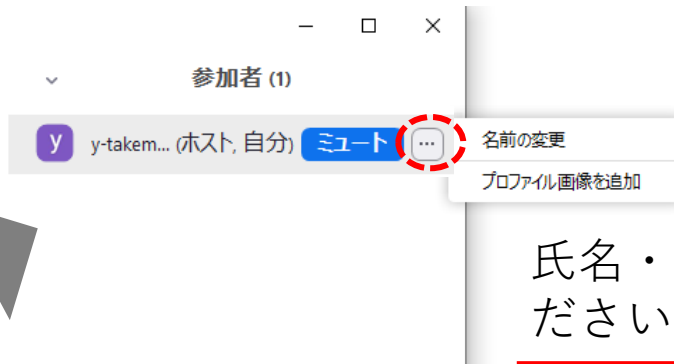 参加者 (1)
y y-takem... (ホスト, 自分) ミュート ...
名前の変更
プロファイル画像を追加
氏名・
ださい